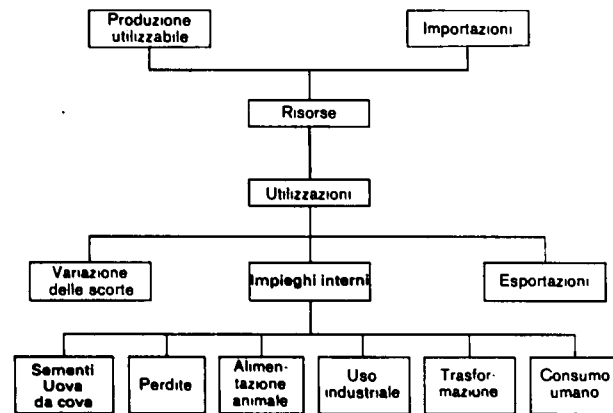 Produzione
utilizzabile
Importazioni
Risorse
Utilizzazioni
Variazione
delle scorte
Impieghi interni
Esportazioni
Sementi
Uova
da cova
Perdite
Alimen-
tazione
animale
Uso
industriale
Trasfor-
mazione
Consumo
umano